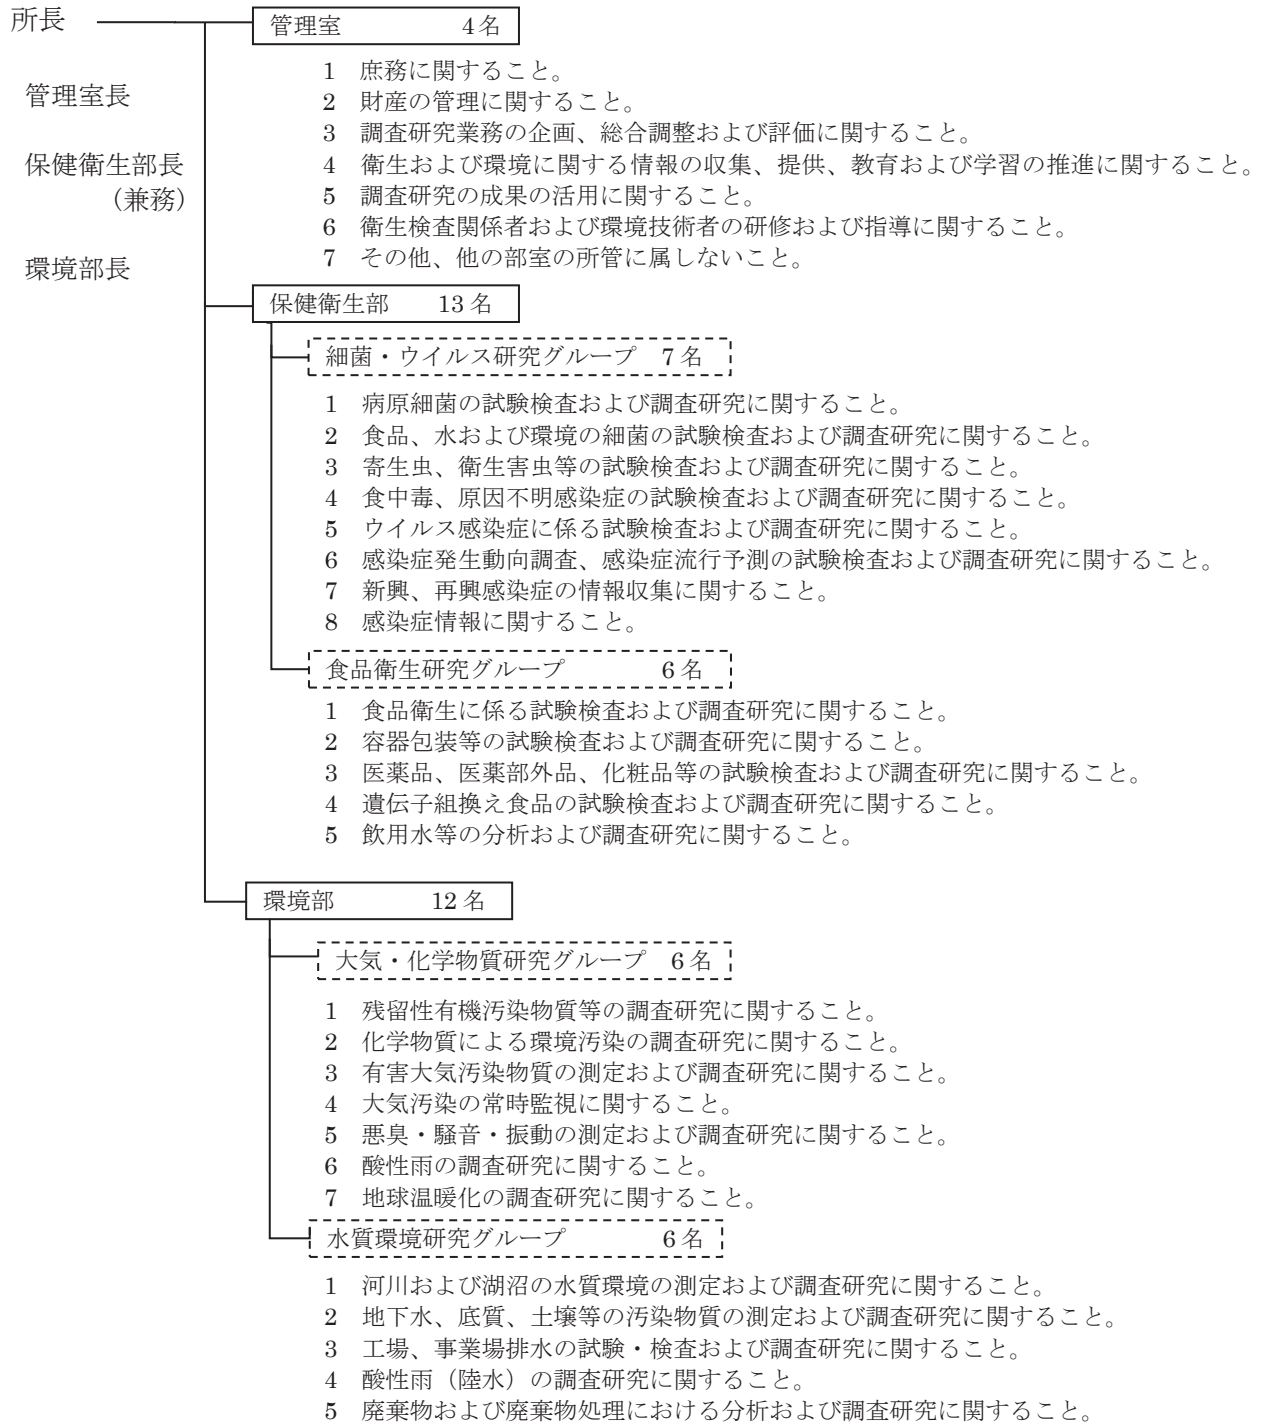 所長
管理室 4名
1 庶務に関すること。
管理室長
2 財産の管理に関すること。
3 調査研究業務の企画、総合調整および評価に関すること。
保健衛生部長
(兼務)
4 衛生および環境に関する情報の収集、提供、教育および学習の推進に関すること。
5 調査研究の成果の活用に関すること。
6 衛生検査関係者および環境技術者の研修および指導に関すること。
環境部長
7 その他、他の部室の所管に属しないこと。
保健衛生部 13名
細菌・ウイルス研究グループ 7名
1 病原細菌の試験検査および調査研究に関すること。
2 食品、水および環境の細菌の試験検査および調査研究に関すること。
3 寄生虫、衛生害虫等の試験検査および調査研究に関すること。
4 食中毒、原因不明感染症の試験検査および調査研究に関すること。
5 ウイルス感染症に係る試験検査および調査研究に関すること。
6 感染症発生動向調査、感染症流行予測の試験検査および調査研究に関すること。
7 新興、再興感染症の情報収集に関すること。
8 感染症情報に関すること。
食品衛生研究グループ 6名
1 食品衛生に係る試験検査および調査研究に関すること。
2 容器包装等の試験検査および調査研究に関すること。
3 医薬品、医薬部外品、化粧品等の試験検査および調査研究に関すること。
4 遺伝子組換え食品の試験検査および調査研究に関すること。
5 飲用水等の分析および調査研究に関すること。
環境部 12名
大気・化学物質研究グループ 6名
1 残留性有機汚染物質等の調査研究に関すること。
2 化学物質による環境汚染の調査研究に関すること。
3 有害大気汚染物質の測定および調査研究に関すること。
4 大気汚染の常時監視に関すること。
5 悪臭・騒音・振動の測定および調査研究に関すること。
6 酸性雨の調査研究に関すること。
7 地球温暖化の調査研究に関すること。
水質環境研究グループ 6名
1 河川および湖沼の水質環境の測定および調査研究に関すること。
2 地下水、底質、土壌等の汚染物質の測定および調査研究に関すること。
3 工場、事業場排水の試験・検査および調査研究に関すること。
4 酸性雨（陸水）の調査研究に関すること。
5 廃棄物および廃棄物処理における分析および調査研究に関すること。